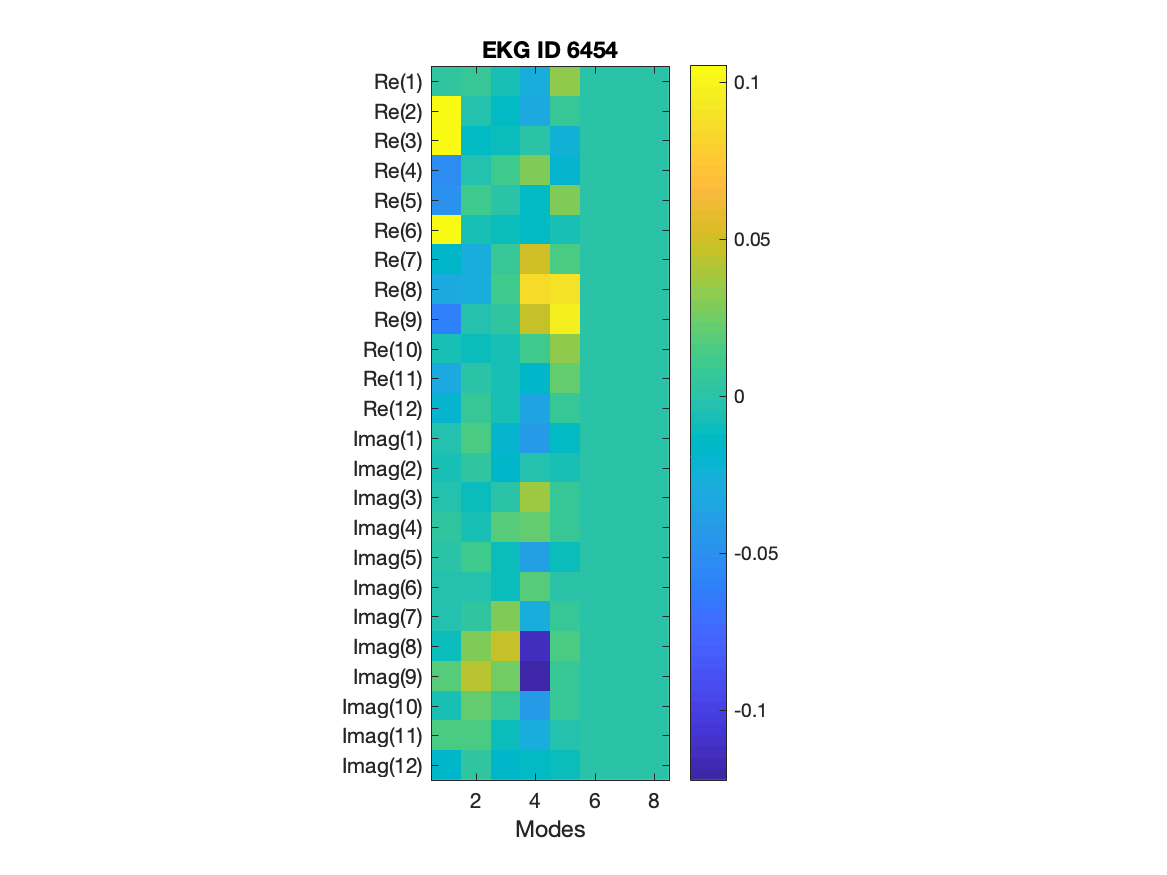 EKG ID 6454
Re(1)
Re(2)
Re(3)
Re(4)
Re(5)
Re(6)
Re(7)
Re(8)
Re(9)
Re(10)
Re(11)
Re(12)
Imag(1)
Imag(2)
Imag(3)
Imag(4)
Imag(5)
Imag(6)
Imag(7)
Imag(8)
Imag(9)
Imag(10)
Imag(11)
Imag(12)
2 4 6 8
Modes
0.1
0.05
0
-0.05
-0.1